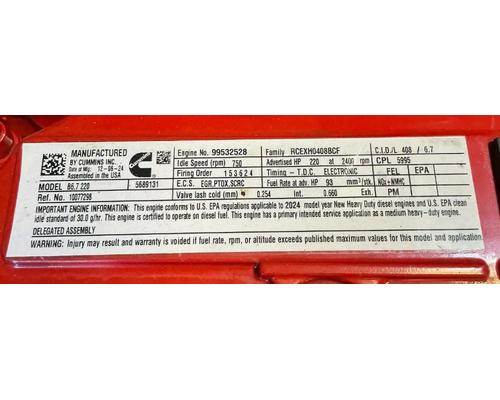 MANUFACTURED
BY CUMMINS INC.
Date of Mfg: 12-06-24
Assembled in the USA
MODEL B6.7 220 5689131
Ref. No. 10077298
Engine No. 99532528
Idle Speed (rpm) 750
Firing Order 1 5 3 6 2 4
E.C.S. EGR,PTOX,SCRC
Valve lash cold (mm) Int. 0.254 Exh. 0.660
Family RCEXH0408BCF
Advertised HP 220 at 2400 rpm
Timing - T.D.C. ELECTRONIC
Fuel Rate at adv. HP 93 mm³/stk.
C.I.D./L 408 / 6.7
CPL 5995
FEL EPA
NOx+NMHC
PM
CUMMINS
IMPORTANT ENGINE INFORMATION: This engine conforms to U.S. EPA regulations applicable to 2024 model year New Heavy Duty diesel engines and U.S. EPA clean
idle standard of 30.0 g/hr. This engine is certified to operate on diesel fuel. This engine has a primary intended service application as a medium heavy - duty engine.
DELEGATED ASSEMBLY
WARNING: Injury may result and warranty is voided if fuel rate, rpm, or altitude exceeds published maximum values for this model and application.